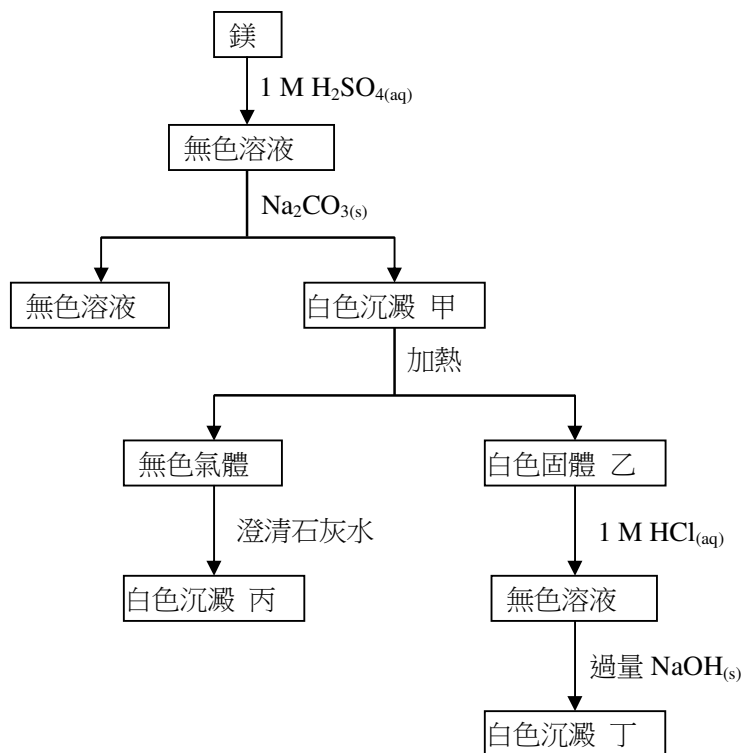 鎂
1 M H₂SO₄₍aq₎
無色溶液
Na₂CO₃₍s₎
無色溶液
白色沉澱 甲
加熱
無色氣體
白色固體 乙
澄清石灰水
1 M HCl₍aq₎
白色沉澱 丙
無色溶液
過量 NaOH₍s₎
白色沉澱 丁